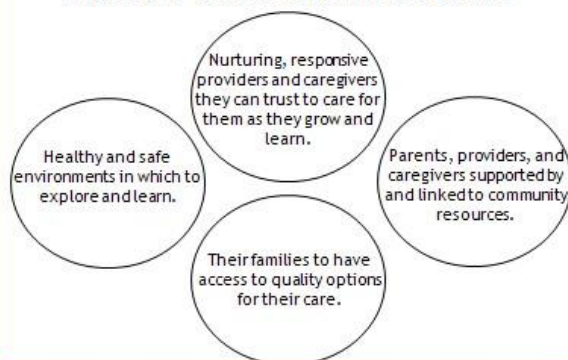 Nurturing, responsive
providers and caregivers
they can trust to care for
them as they grow and
learn.
Healthy and safe
environments in which to
explore and learn.
Parents, providers, and
caregivers supported by
and linked to community
resources.
Their families to have
access to quality options
for their care.